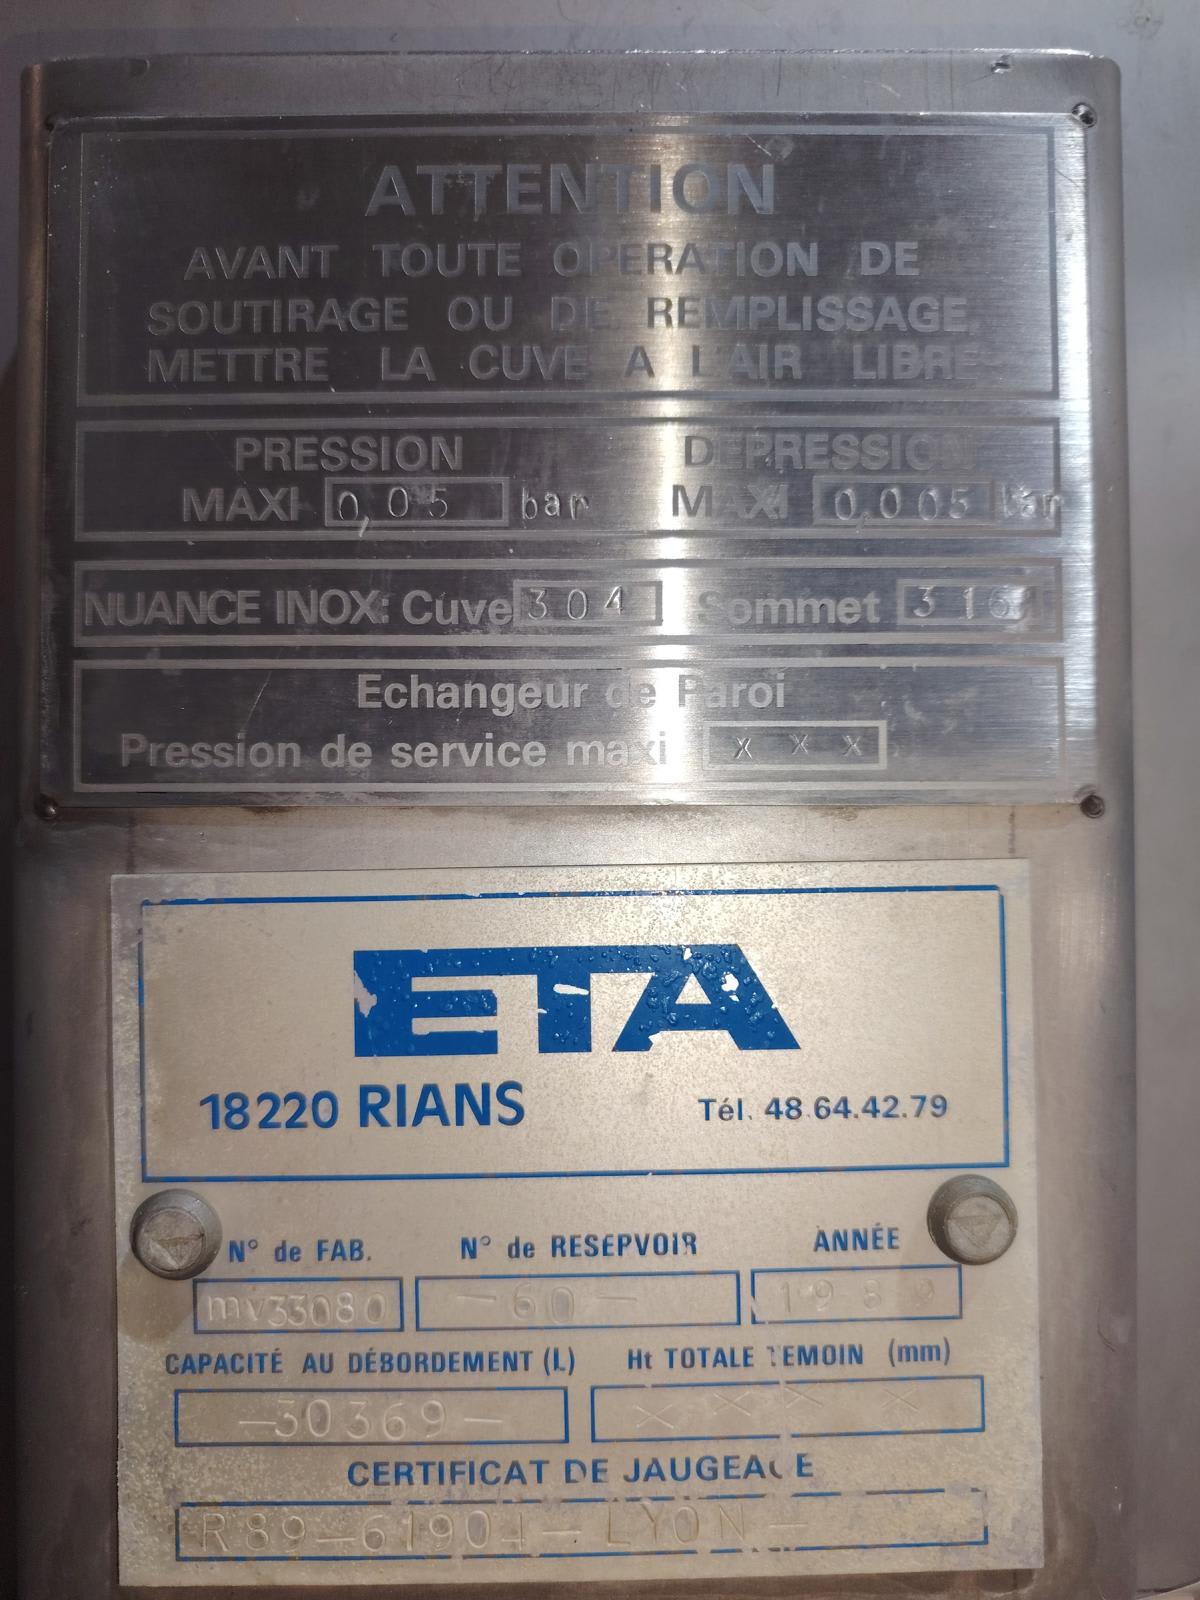 ATTENTION
AVANT TOUTE OPERATION DE
SOUTIRAGE OU DE REMPLISSAGE,
METTRE LA CUVE A L'AIR LIBRE
PRESSION DEPRESSION
MAXI 0,05 bar MAXI 0,005 bar
NUANCE INOX: Cuve 304 Sommet 316
Echangeur de Paroi
Pression de service maxi x x x
ETA
18220 RIANS Tél. 48.64.42.79
N° de FAB. N° de RESERVOIR ANNÉE
mv33080 -60- 1989
CAPACITÉ AU DÉBORDEMENT (L) Ht TOTALE TEMOIN (mm)
-30369- X X X X
CERTIFICAT DE JAUGEAGE
R89-61904-LYON-